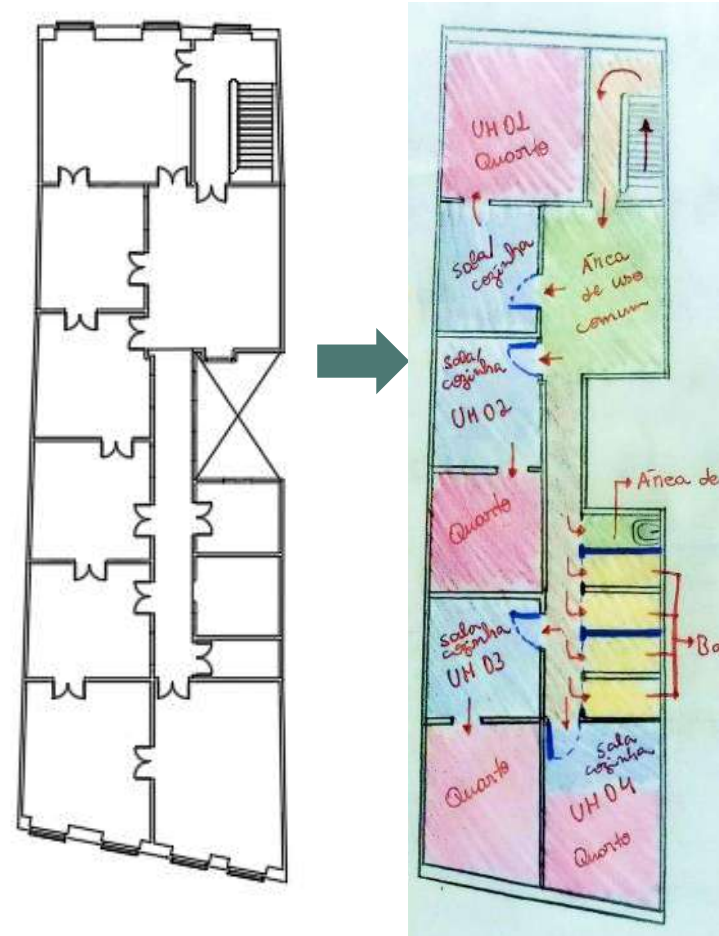 UH 01
Quarto
Sala/
cozinha
Área
de uso
comum
Sala/
cozinha
UH 02
Quarto
Área de
Sala
cozinha
UH 03
Ba
Quarto
Sala
cozinha
UH 04
Quarto